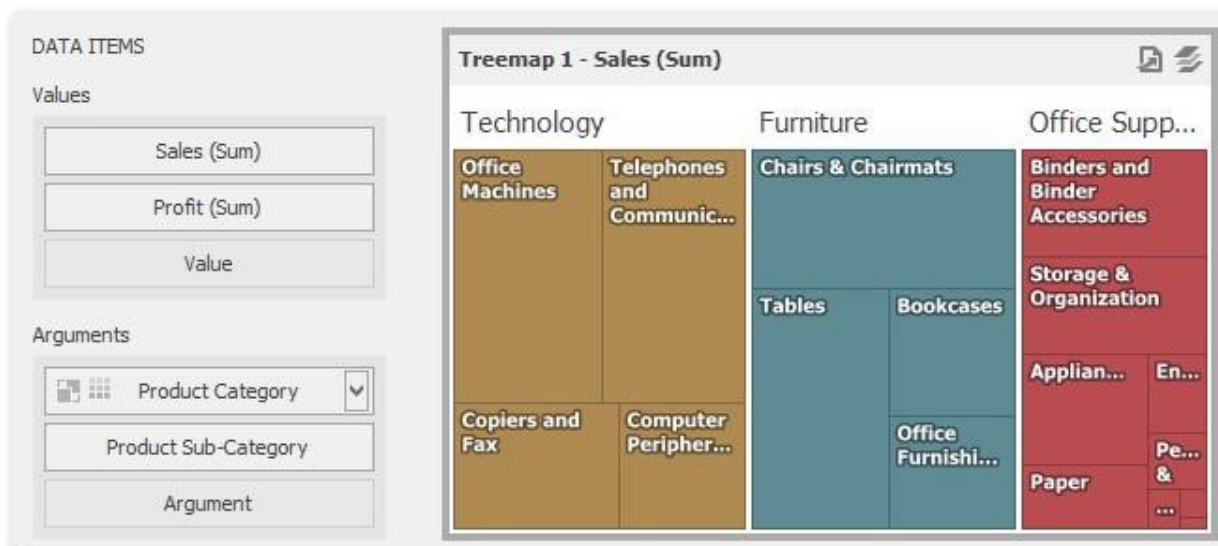 DATA ITEMS
Values
Sales (Sum)
Profit (Sum)
Value
Arguments
Product Category
Product Sub-Category
Argument
Treemap 1 - Sales (Sum)
Technology
Office
Machines
Telephones
and
Communic...
Copiers and
Fax
Computer
Peripher...
Furniture
Chairs & Chairmats
Tables
Bookcases
Office
Furnishi...
Office Supp...
Binders and
Binder
Accessories
Storage &
Organization
Applian...
En...
Pe...
&
Paper
...